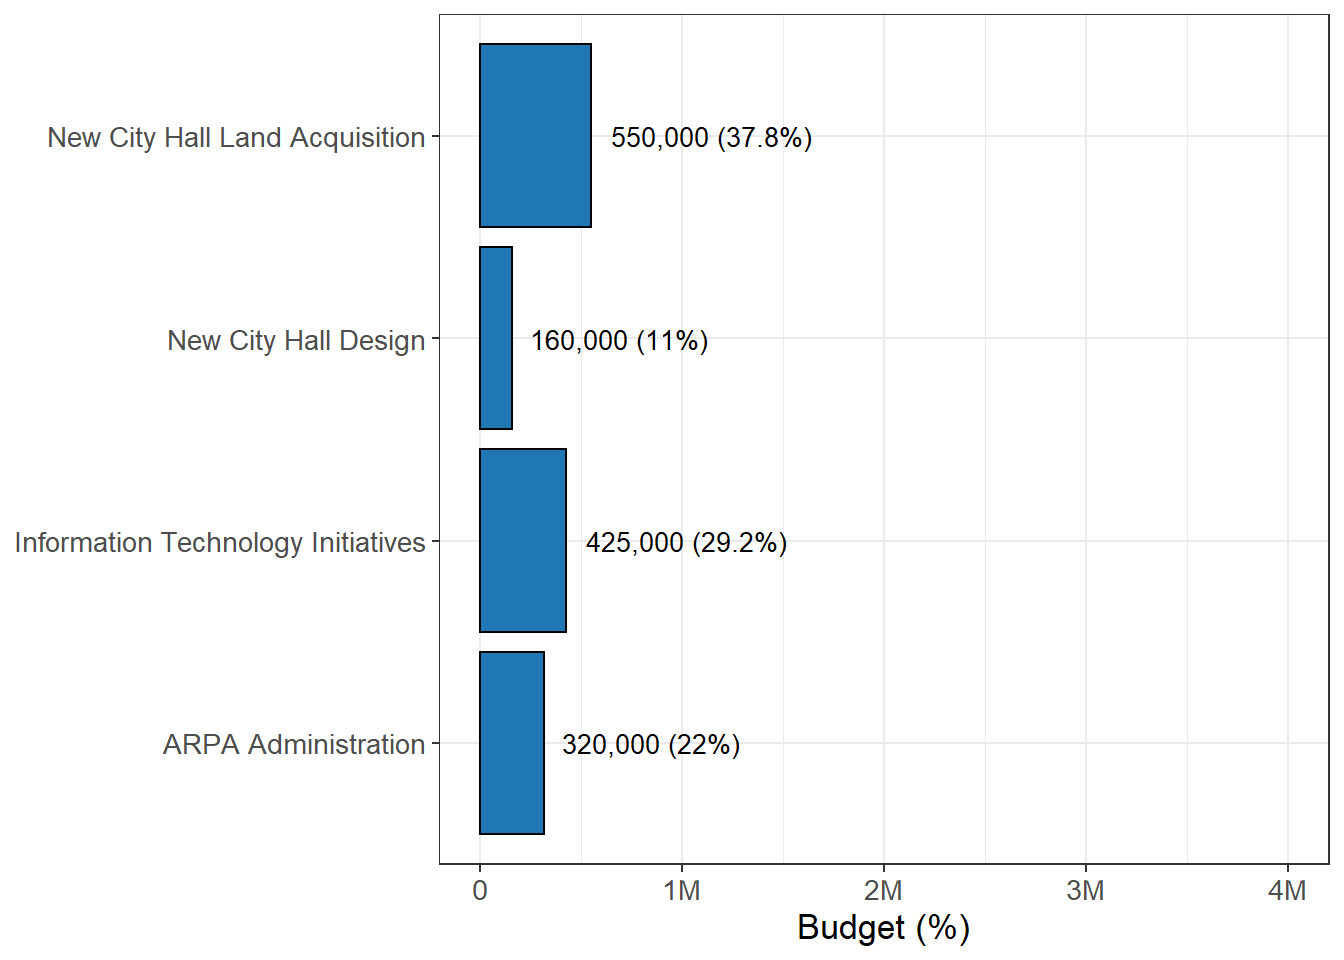 New City Hall Land Acquisition
550,000 (37.8%)
New City Hall Design
160,000 (11%)
Information Technology Initiatives
425,000 (29.2%)
ARPA Administration
320,000 (22%)
0 1M 2M 3M 4M
Budget (%)